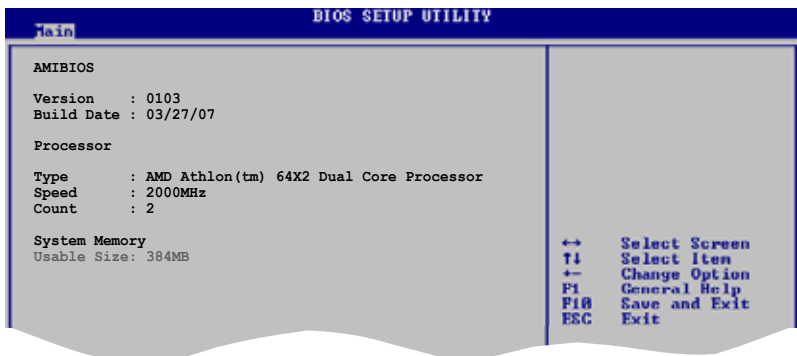 BIOS SETUP UTILITY
Main
AMIBIOS
Version : 0103
Build Date : 03/27/07
Processor
Type : AMD Athlon(tm) 64X2 Dual Core Processor
Speed : 2000MHz
Count : 2
System Memory
Usable Size: 384MB
←→ Select Screen
↑↓ Select Item
+- Change Option
F1 General Help
F10 Save and Exit
ESC Exit